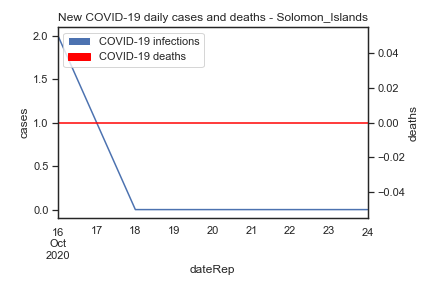 New COVID-19 daily cases and deaths - Solomon_Islands
COVID-19 infections
COVID-19 deaths
cases
2.0
1.5
1.0
0.5
0.0
deaths
0.04
0.02
0.00
−0.02
−0.04
16 17 18 19 20 21 22 23 24
Oct
2020
dateRep